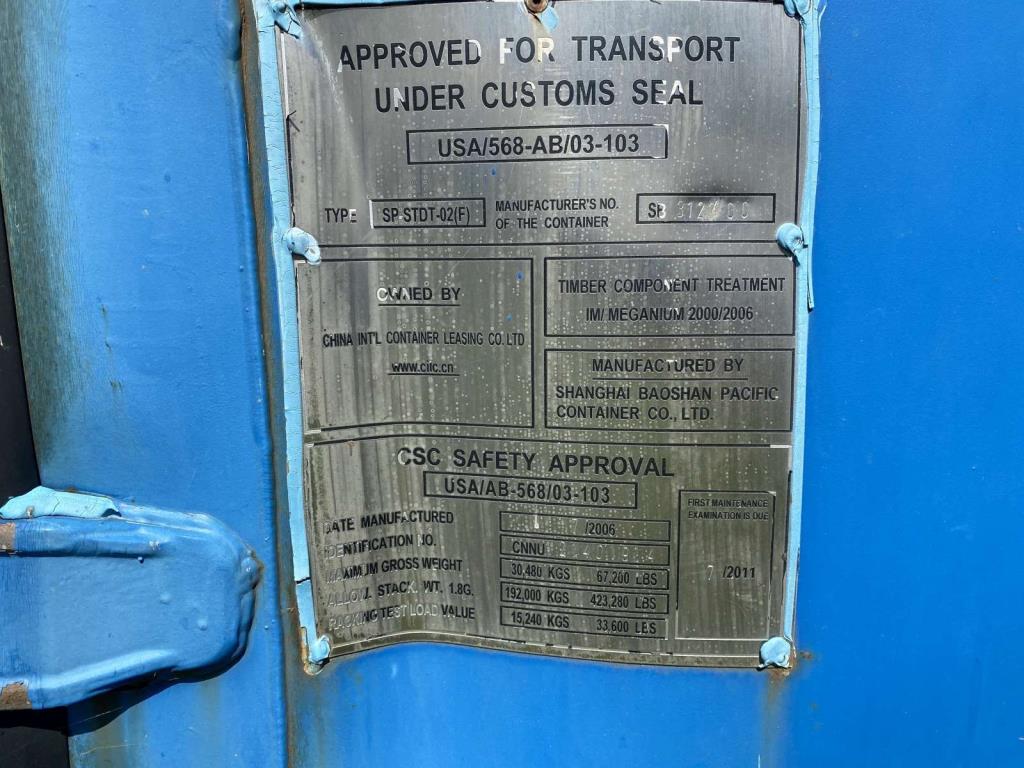 APPROVED FOR TRANSPORT
UNDER CUSTOMS SEAL
USA/568-AB/03-103
TYPE SP-STDT-02(F) MANUFACTURER'S NO.
OF THE CONTAINER
SB
OWNED BY
CHINA INT'L CONTAINER LEASING CO. LTD
www.ciic.cn
TIMBER COMPONENT TREATMENT
IM/ MEGANIUM 2000/2006
MANUFACTURED BY
SHANGHAI BAOSHAN PACIFIC
CONTAINER CO., LTD.
CSC SAFETY APPROVAL
USA/AB-568/03-103
DATE MANUFACTURED 7 /2006
IDENTIFICATION NO. CNNU
MAXIMUM GROSS WEIGHT 30,480 KGS 67,200 LBS
ALLOW. STACK. WT. 1.8G. 192,000 KGS 423,280 LBS
RACKING TEST LOAD VALUE 15,240 KGS 33,600 LBS
FIRST MAINTENANCE
EXAMINATION IS DUE
7 /2011